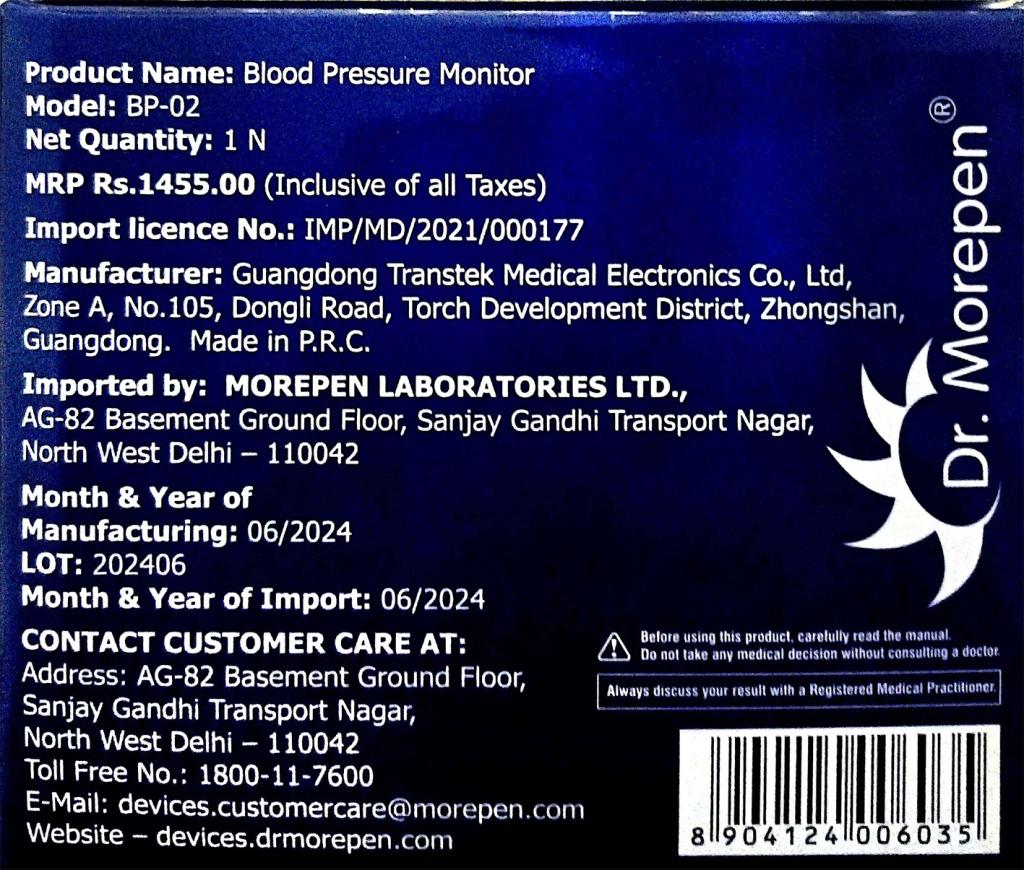 Product Name: Blood Pressure Monitor
Model: BP-02
Net Quantity: 1 N
MRP Rs.1455.00 (Inclusive of all Taxes)
Import licence No.: IMP/MD/2021/000177
Manufacturer: Guangdong Transtek Medical Electronics Co., Ltd,
Zone A, No.105, Dongli Road, Torch Development District, Zhongshan,
Guangdong. Made in P.R.C.
Imported by: MOREPEN LABORATORIES LTD.,
AG-82 Basement Ground Floor, Sanjay Gandhi Transport Nagar,
North West Delhi – 110042
Month & Year of
Manufacturing: 06/2024
LOT: 202406
Month & Year of Import: 06/2024
CONTACT CUSTOMER CARE AT:
Address: AG-82 Basement Ground Floor,
Sanjay Gandhi Transport Nagar,
North West Delhi – 110042
Toll Free No.: 1800-11-7600
E-Mail: devices.customercare@morepen.com
Website – devices.drmorepen.com
Dr. Morepen®
Before using this product, carefully read the manual.
Do not take any medical decision without consulting a doctor.
Always discuss your result with a Registered Medical Practitioner.
8 904124 006035